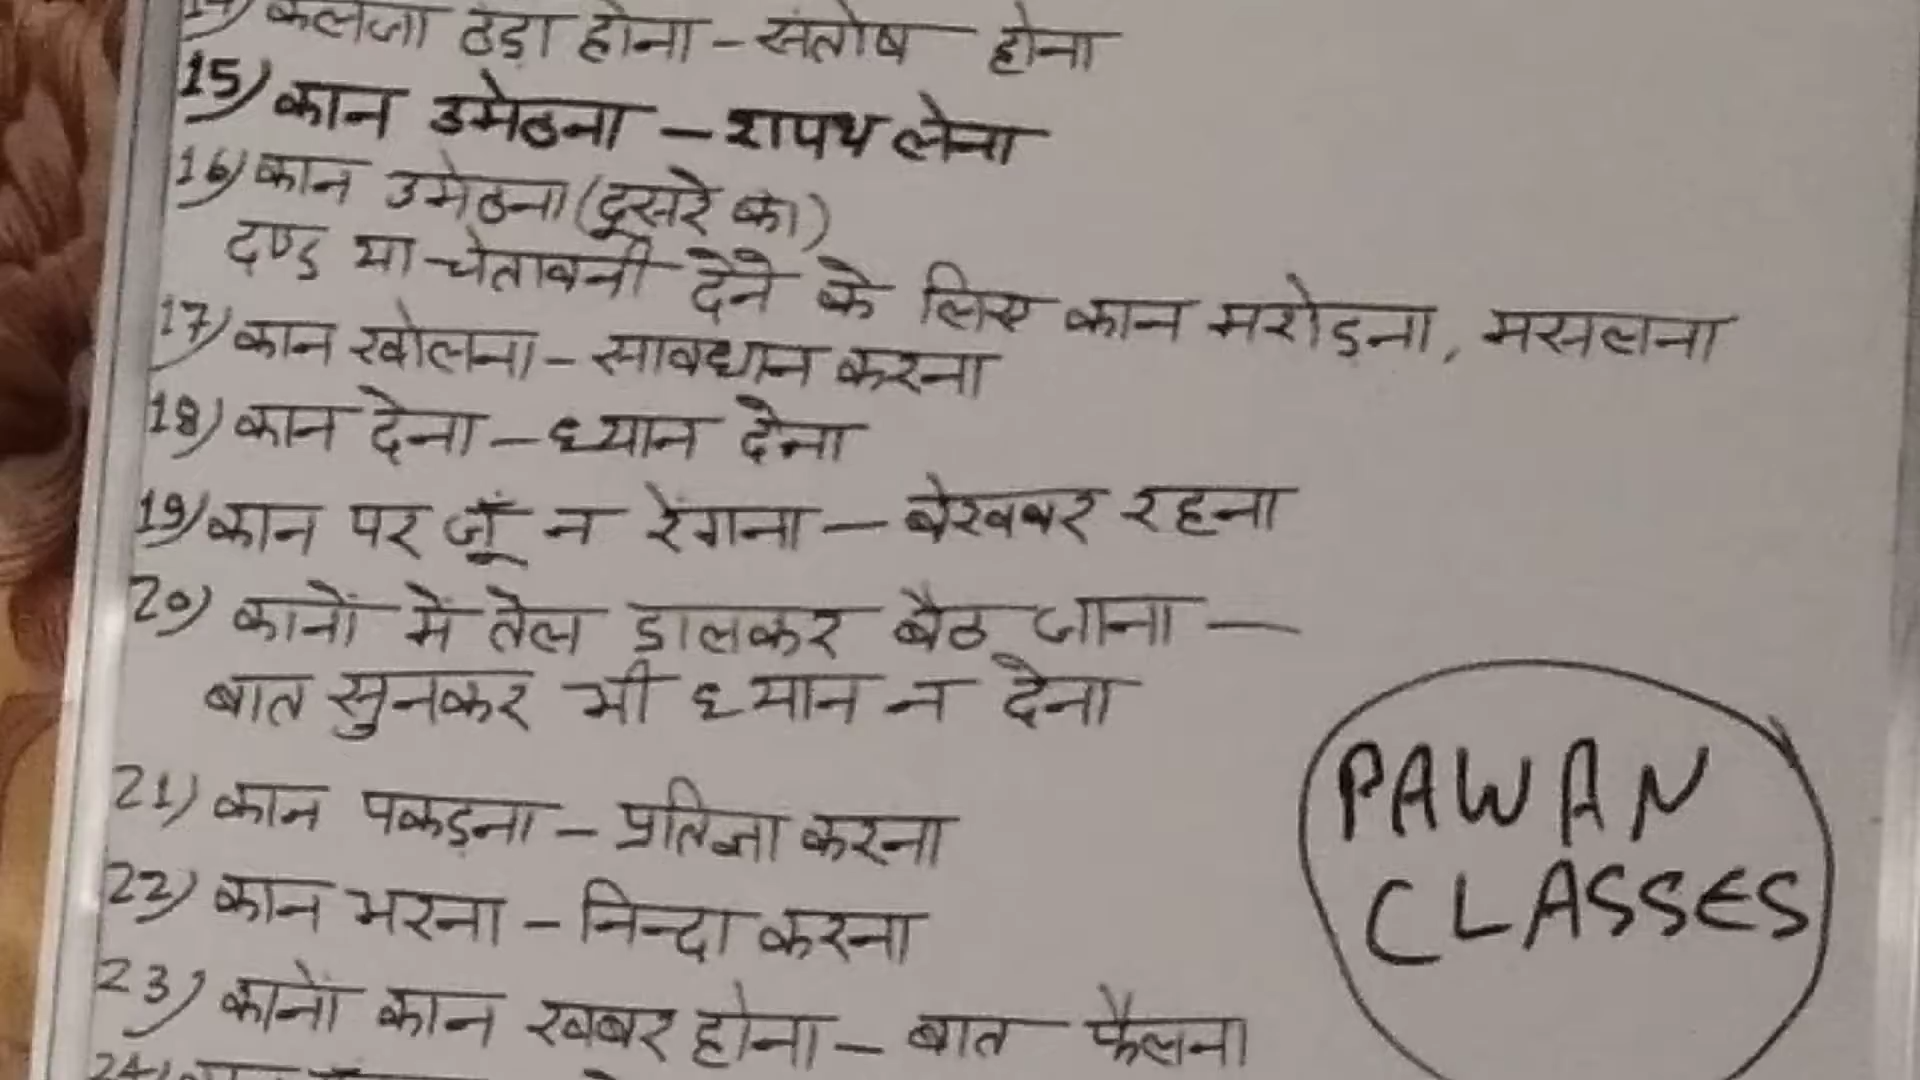 14) कलेजा ठंडा होना - संतोष होना
15) कान उमेठना - शपथ लेना
16) कान उमेठना (दूसरे का)
दण्ड या चेतावनी देने के लिए कान मरोड़ना, मसलना
17) कान खोलना - सावधान करना
18) कान देना - ध्यान देना
19) कान पर जूँ न रेंगना - बेखबर रहना
20) कानों में तेल डालकर बैठ जाना -
बात सुनकर भी ध्यान न देना
21) कान पकड़ना - प्रतिज्ञा करना
22) कान भरना - निन्दा करना
23) कानों कान खबर होना - बात फैलना
24)
PAWAN
CLASSES